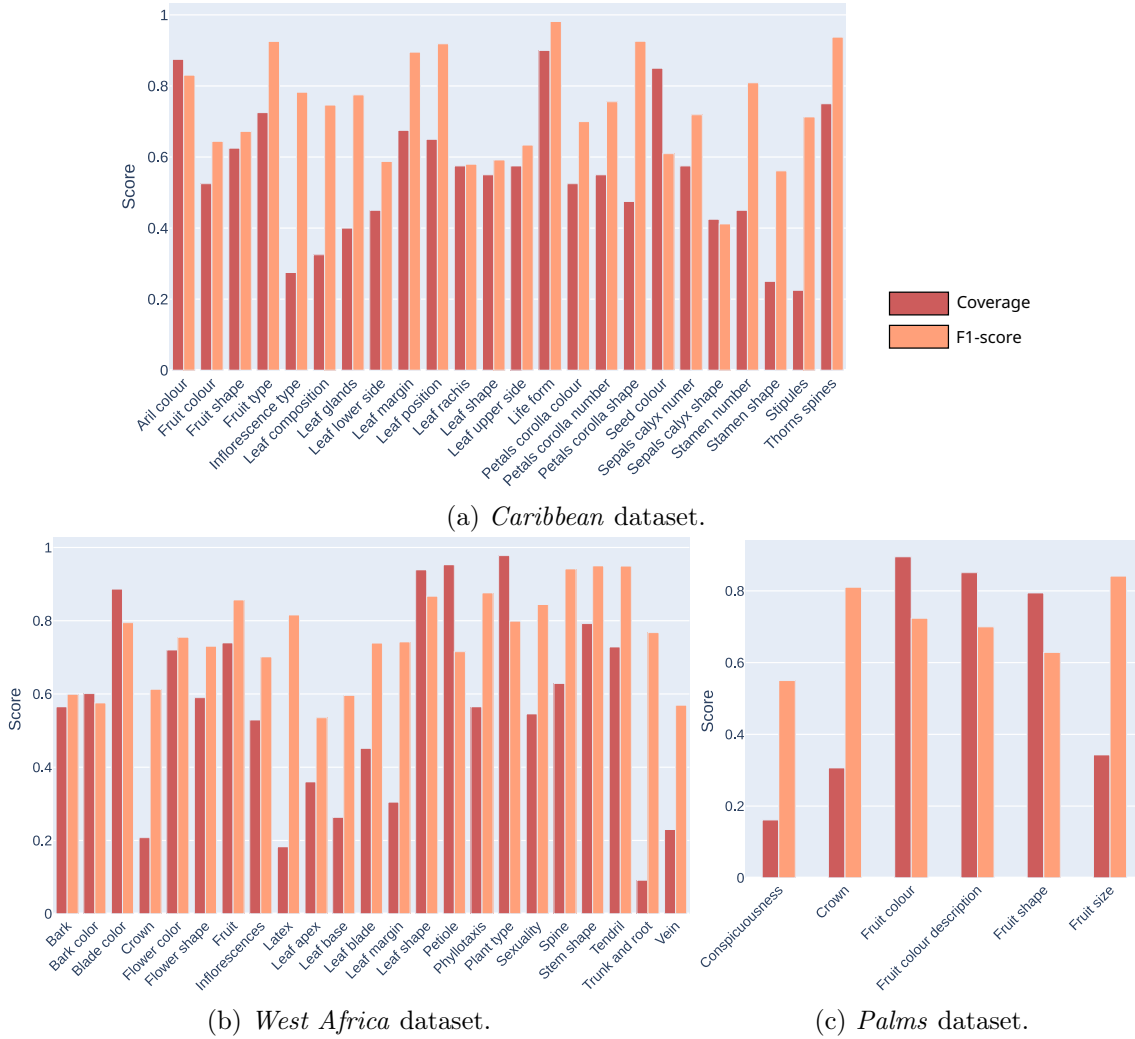 1
0.8
0.6
0.4
0.2
0
Score
Aril colour
Fruit colour
Fruit shape
Fruit type
Inflorescence type
Leaf composition
Leaf glands
Leaf lower side
Leaf margin
Leaf position
Leaf rachis
Leaf shape
Leaf upper side
Life form
Petals corolla colour
Petals corolla number
Petals corolla shape
Seed colour
Sepals calyx numer
Sepals calyx shape
Stamen number
Stamen shape
Stipules
Thorns spines
Coverage
F1-score
(a) Caribbean dataset.
1
0.8
0.6
0.4
0.2
0
Score
Bark
Bark color
Blade color
Crown
Flower color
Flower shape
Fruit
Inflorescences
Latex
Leaf apex
Leaf base
Leaf blade
Leaf margin
Leaf shape
Petiole
Phyllotaxis
Plant type
Sexuality
Spine
Stem shape
Tendril
Trunk and root
Vein
(b) West Africa dataset.
0.8
0.6
0.4
0.2
0
Score
Conspicuousness
Crown
Fruit colour
Fruit colour description
Fruit shape
Fruit size
(c) Palms dataset.